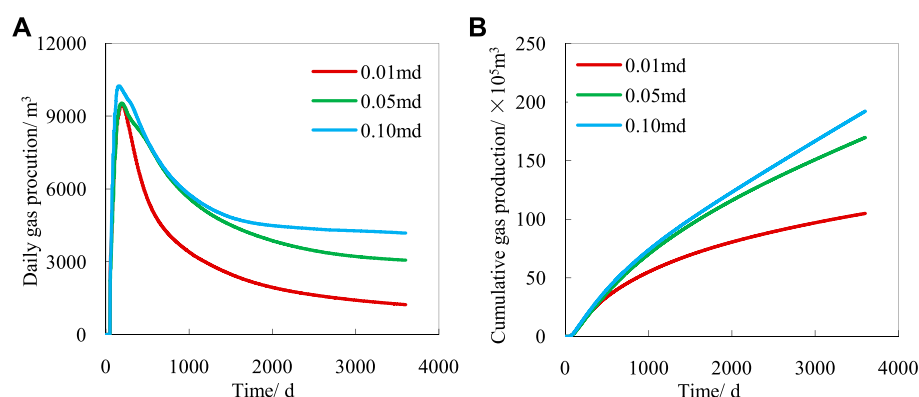 A
Daily gas procution/ m³
12000
9000
6000
3000
0
0.01md
0.05md
0.10md
0 1000 2000 3000 4000
Time/ d
B
Cumulative gas production/ ×10⁵m³
250
200
150
100
50
0
0.01md
0.05md
0.10md
0 1000 2000 3000 4000
Time/ d